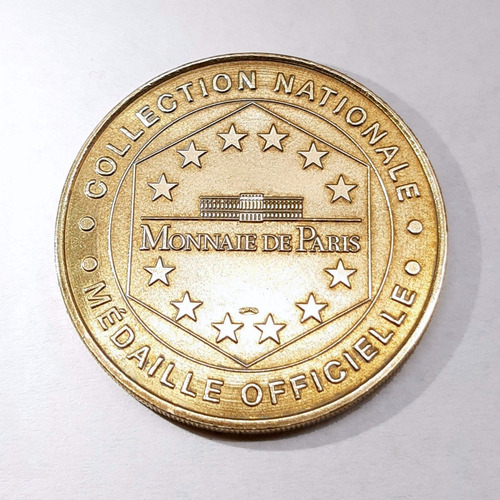 COLLECTION NATIONALE
MONNAIE DE PARIS
MÉDAILLE OFFICIELLE